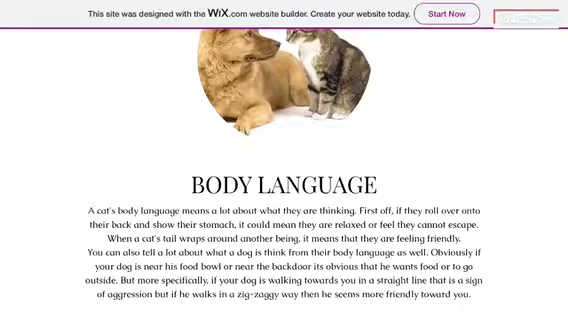 This site was designed with the WiX.com website builder. Create your website today. Start Now
BODY LANGUAGE
A cat's body language means a lot about what they are thinking. First off, if they roll over onto
their back and show their stomach, it could mean they are relaxed or feel they cannot escape.
When a cat's tail wraps around another being, it means that they are feeling friendly.
You can also tell a lot about what a dog is think from their body language as well. Obviously if
your dog is near his food bowl or near the backdoor its obvious that he wants food or to go
outside. But more specifically, if your dog is walking towards you in a straight line that is a sign
of aggression but if he walks in a zig-zaggy way then he seems more friendly toward you.